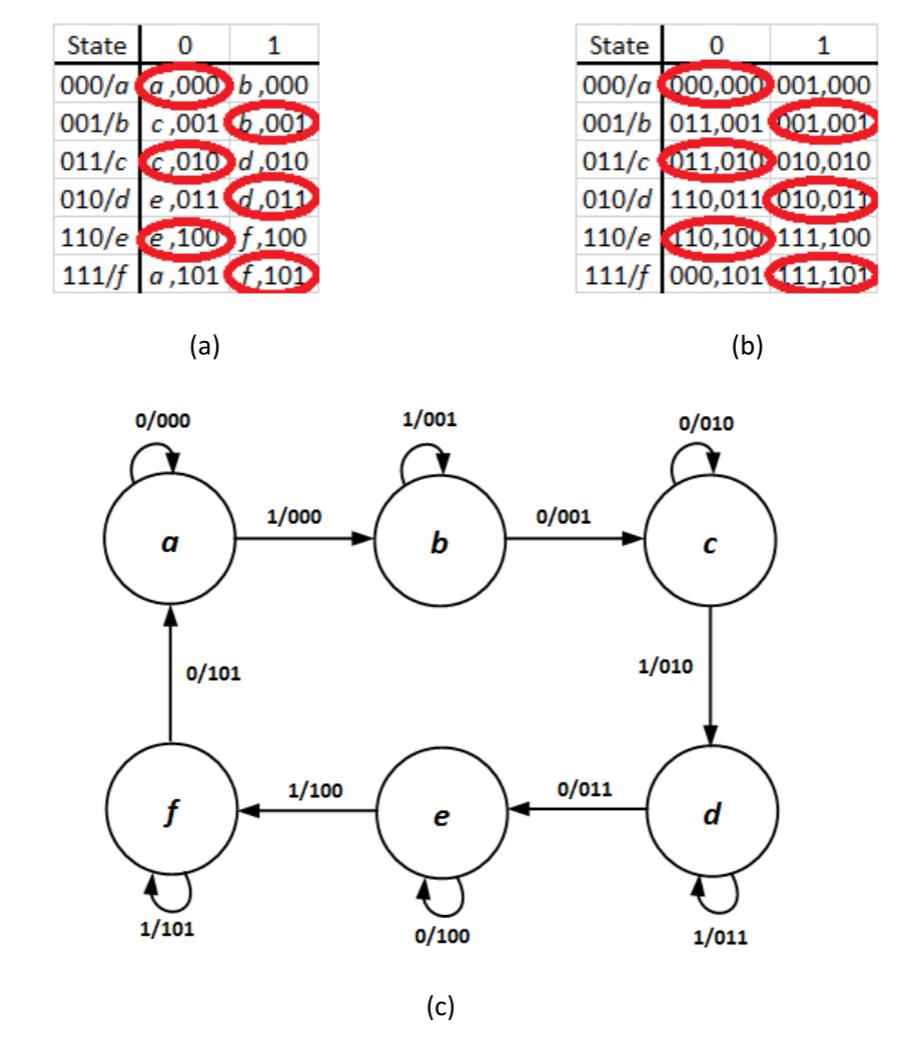 State 0 1
000/a a ,000 b ,000
001/b c ,001 b ,001
011/c c ,010 d ,010
010/d e ,011 d ,011
110/e e ,100 f ,100
111/f a ,101 f ,101
(a)
State 0 1
000/a 000,000 001,000
001/b 011,001 001,001
011/c 011,010 010,010
010/d 110,011 010,011
110/e 110,100 111,100
111/f 000,101 111,101
(b)
0/000
1/001
0/010
a
1/000
b
0/001
c
0/101
1/010
f
1/100
e
0/011
d
1/101
0/100
1/011
(c)